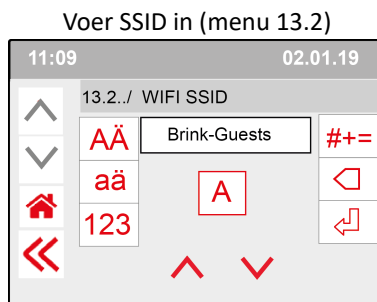 Voer SSID in (menu 13.2)
11:09 02.01.19
13.2../ WIFI SSID
AÄ Brink-Guests #+=
aä A
123